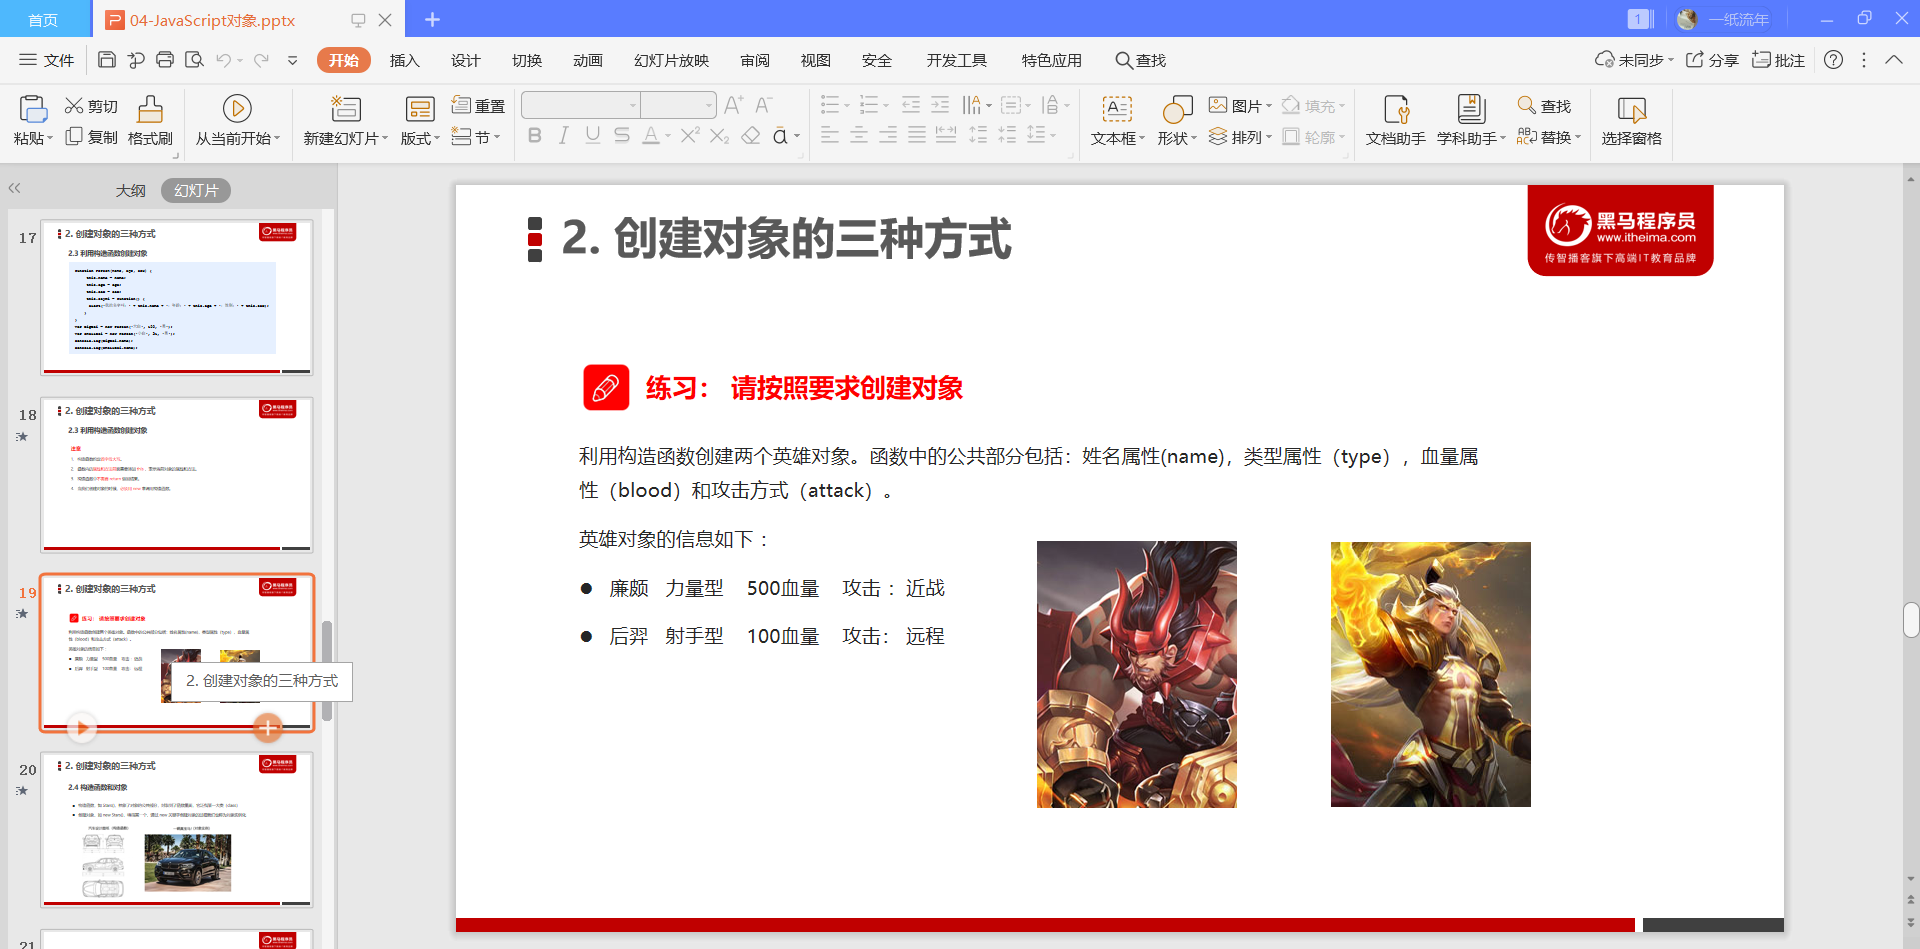 首页
04-JavaScript对象.pptx
1
一纸流年
文件
开始
插入
设计
切换
动画
幻灯片放映
审阅
视图
安全
开发工具
特色应用
查找
未同步
分享
批注
粘贴
剪切
复制
格式刷
从当前开始
新建幻灯片
版式
重置
节
文本框
形状
图片
排列
填充
轮廓
文档助手
学科助手
查找
替换
选择窗格
大纲
幻灯片
17
2. 创建对象的三种方式
2.3 利用构造函数创建对象
18
2. 创建对象的三种方式
2.3 利用构造函数创建对象
19
2. 创建对象的三种方式
练习： 请按照要求创建对象
2. 创建对象的三种方式
20
2. 创建对象的三种方式
2.4 构造函数和对象
21
2. 创建对象的三种方式
黑马程序员
www.itheima.com
传智播客旗下高端IT教育品牌
练习： 请按照要求创建对象
利用构造函数创建两个英雄对象。函数中的公共部分包括：姓名属性(name)，类型属性（type），血量属
性（blood）和攻击方式（attack）。
英雄对象的信息如下：
● 廉颇 力量型 500血量 攻击：近战
● 后羿 射手型 100血量 攻击： 远程